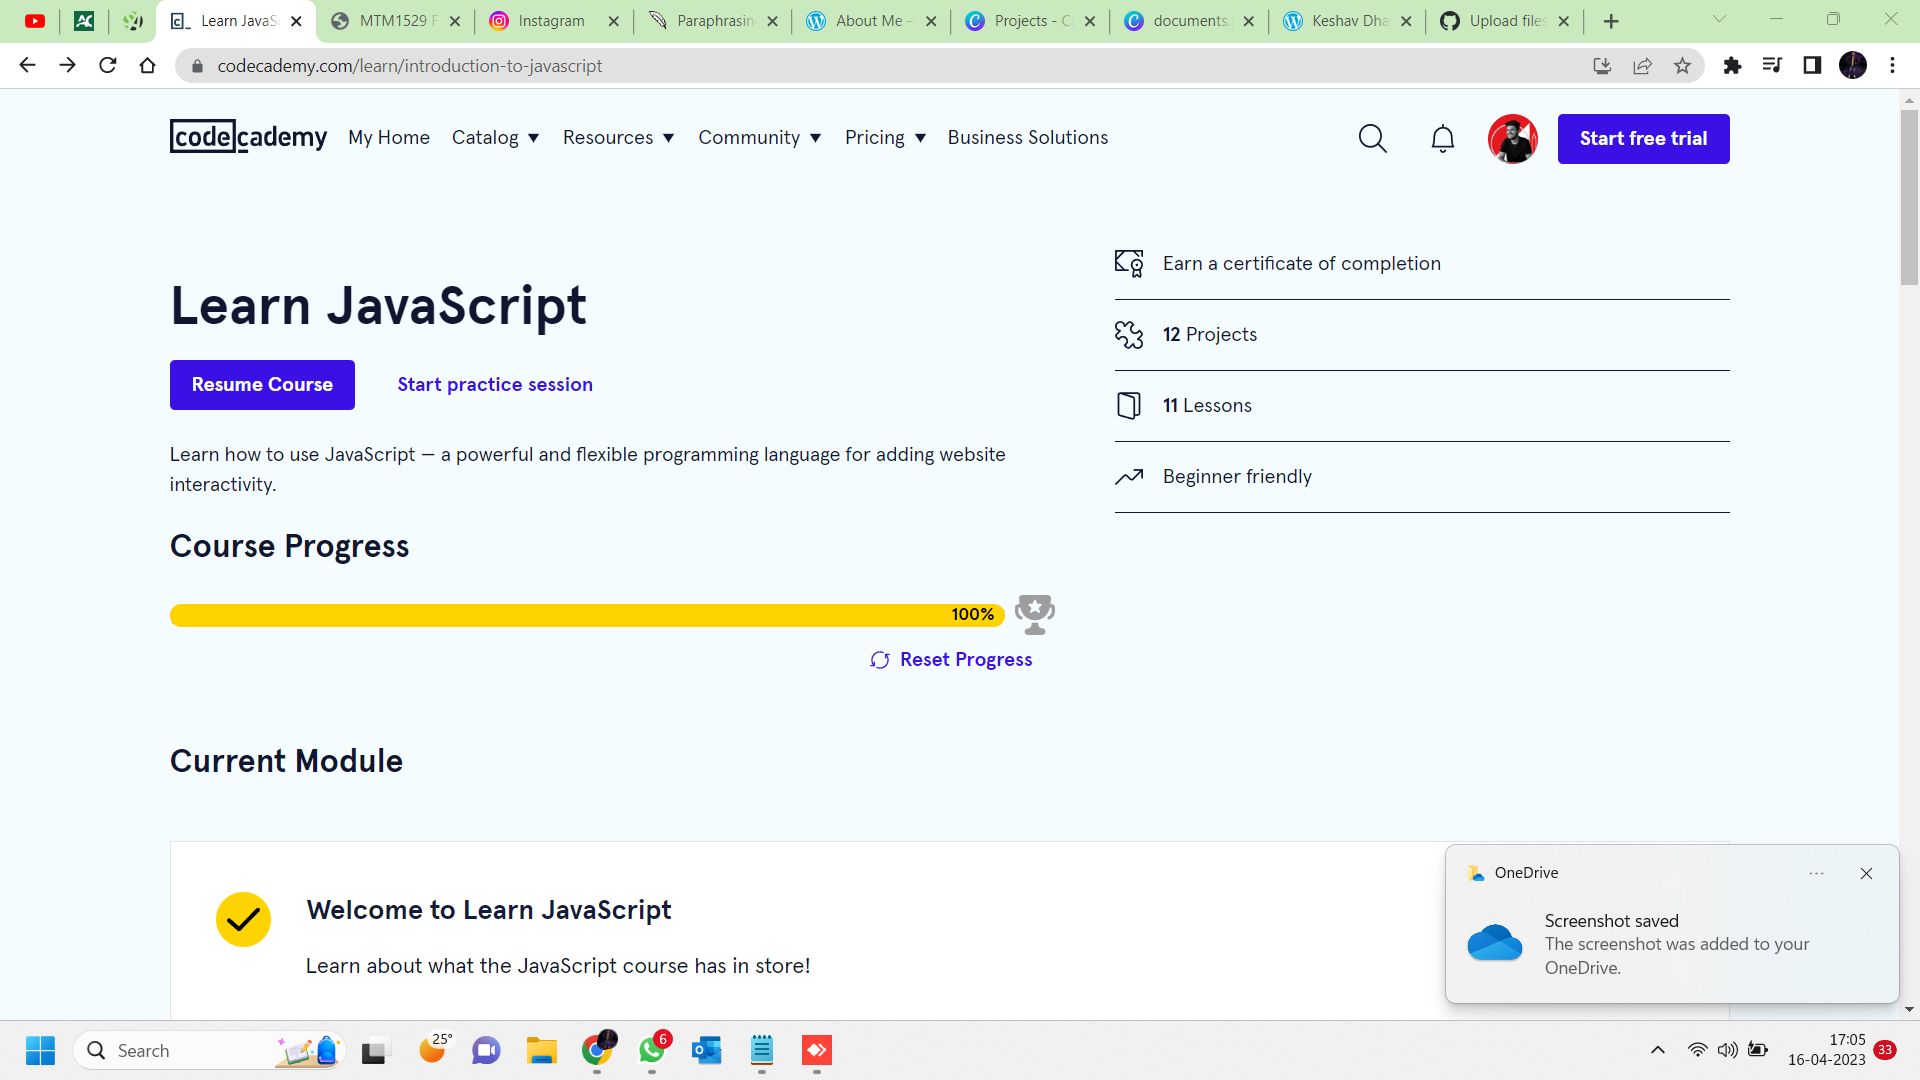 Learn JavaS
MTM1529 F
Instagram
Paraphrasin
About Me –
Projects - C
documents.
Keshav Dha
Upload files
codecademy.com/learn/introduction-to-javascript
codecademy
My Home
Catalog
Resources
Community
Pricing
Business Solutions
Start free trial
Learn JavaScript
Resume Course
Start practice session
Learn how to use JavaScript — a powerful and flexible programming language for adding website
interactivity.
Earn a certificate of completion
12 Projects
11 Lessons
Beginner friendly
Course Progress
100%
Reset Progress
Current Module
Welcome to Learn JavaScript
Learn about what the JavaScript course has in store!
OneDrive
Screenshot saved
The screenshot was added to your
OneDrive.
Search
25°
6
17:05
16-04-2023
33